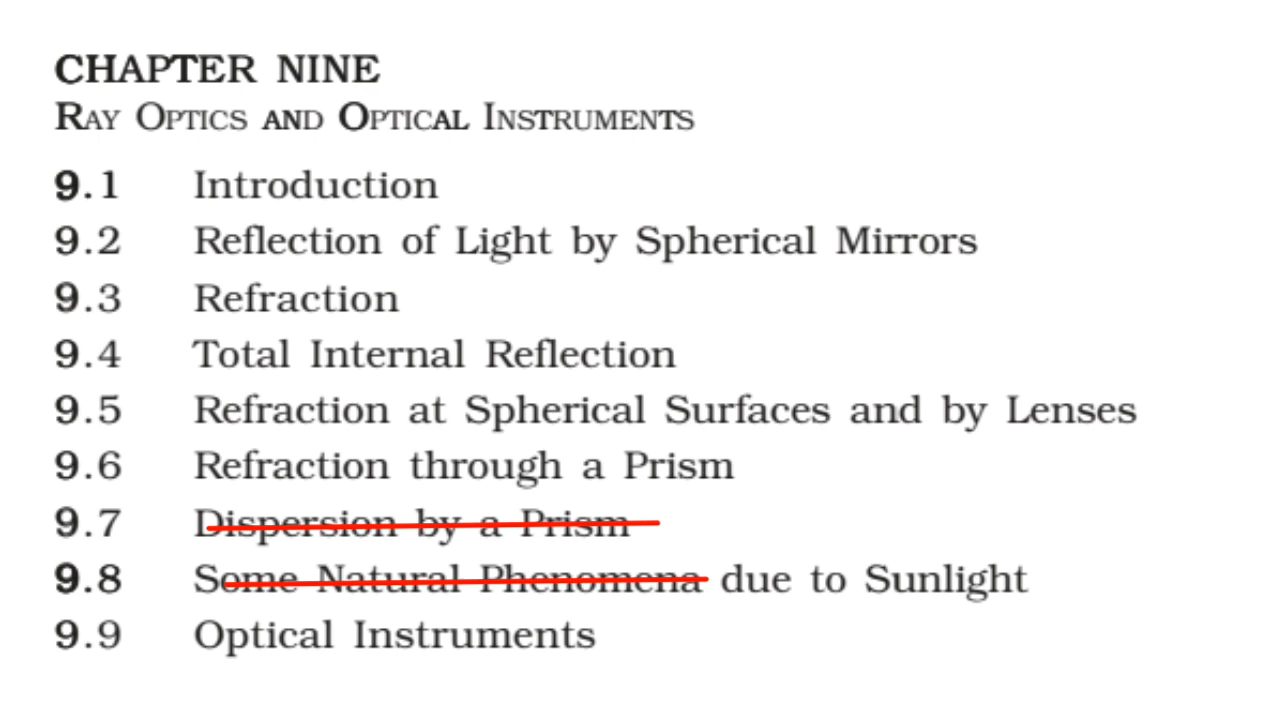 CHAPTER NINE
RAY OPTICS AND OPTICAL INSTRUMENTS
9.1 Introduction
9.2 Reflection of Light by Spherical Mirrors
9.3 Refraction
9.4 Total Internal Reflection
9.5 Refraction at Spherical Surfaces and by Lenses
9.6 Refraction through a Prism
9.7 Dispersion by a Prism
9.8 Some Natural Phenomena due to Sunlight
9.9 Optical Instruments